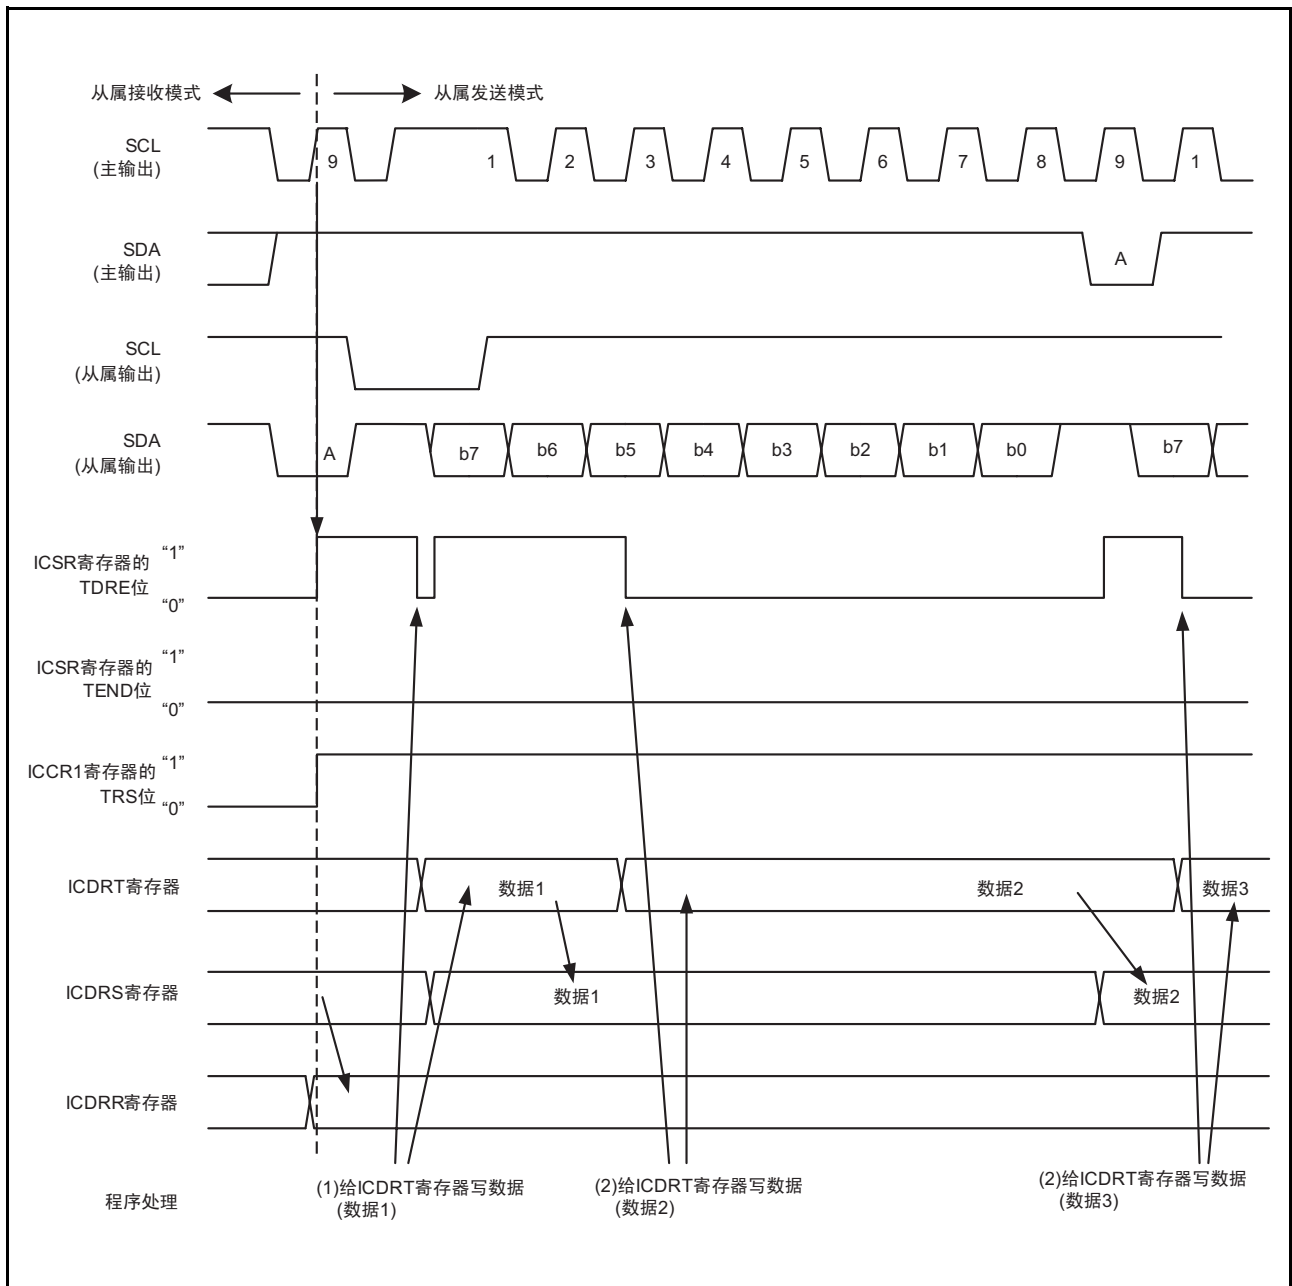 从属接收模式
从属发送模式
SCL
(主输出)
9
1
2
3
4
5
6
7
8
9
1
SDA
(主输出)
A
SCL
(从属输出)
SDA
(从属输出)
A
b7
b6
b5
b4
b3
b2
b1
b0
b7
ICSR寄存器的
TDRE位
“1”
“0”
ICSR寄存器的
TEND位
“1”
“0”
ICCR1寄存器的
TRS位
“1”
“0”
ICDRT寄存器
数据1
数据2
数据3
ICDRS寄存器
数据1
数据2
ICDRR寄存器
程序处理
(1)给ICDRT寄存器写数据
(数据1)
(2)给ICDRT寄存器写数据
(数据2)
(2)给ICDRT寄存器写数据
(数据3)